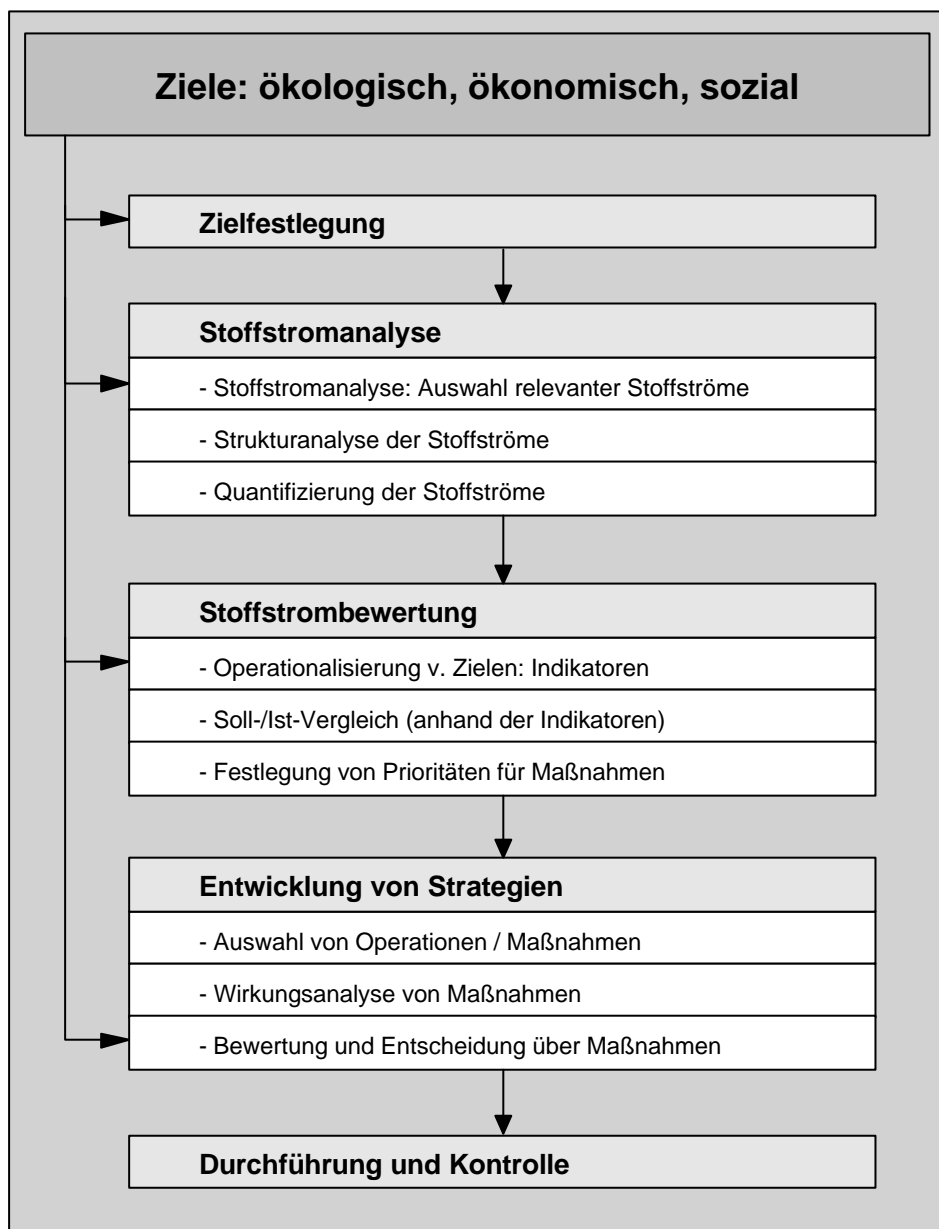 Ziele: ökologisch, ökonomisch, sozial
Zielfestlegung
Stoffstromanalyse
- Stoffstromanalyse: Auswahl relevanter Stoffströme
- Strukturanalyse der Stoffströme
- Quantifizierung der Stoffströme
Stoffstrombewertung
- Operationalisierung v. Zielen: Indikatoren
- Soll-/Ist-Vergleich (anhand der Indikatoren)
- Festlegung von Prioritäten für Maßnahmen
Entwicklung von Strategien
- Auswahl von Operationen / Maßnahmen
- Wirkungsanalyse von Maßnahmen
- Bewertung und Entscheidung über Maßnahmen
Durchführung und Kontrolle